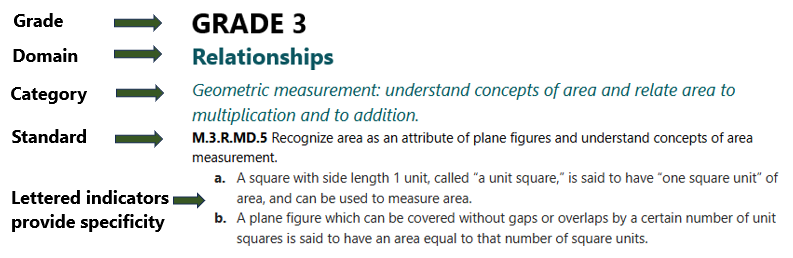 Grade GRADE 3
Domain Relationships
Category Geometric measurement: understand concepts of area and relate area to
multiplication and to addition.
Standard M.3.R.MD.5 Recognize area as an attribute of plane figures and understand concepts of area
measurement.
a. A square with side length 1 unit, called "a unit square," is said to have "one square unit" of
Lettered indicators area, and can be used to measure area.
provide specificity b. A plane figure which can be covered without gaps or overlaps by a certain number of unit
squares is said to have an area equal to that number of square units.